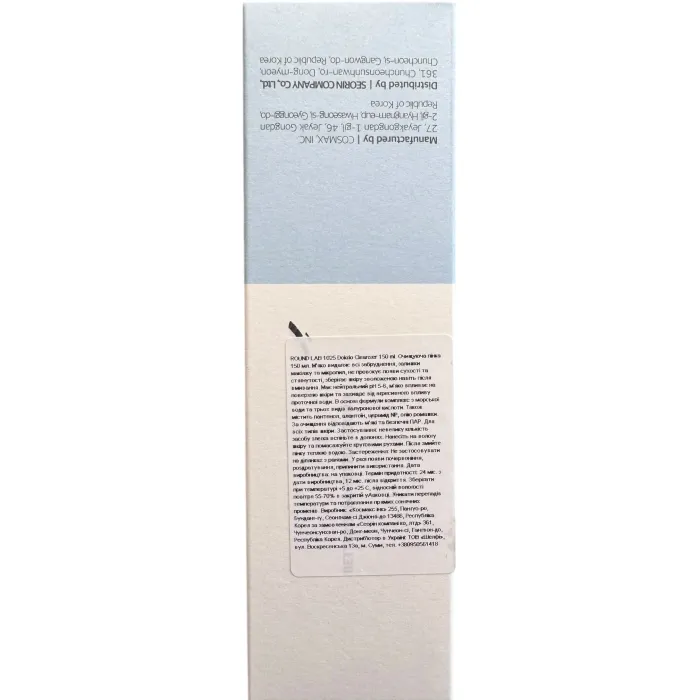 Manufactured by | COSMAX, INC
27, Jeyakgongdan 1-gil, 46, Jeyak Gongdan
2-gil, Hyangnam-eup, Hwaseong-si, Gyeonggi-do,
Republic of Korea
Distributed by | SEORIN COMPANY Co., Ltd,
361, Chuncheonsunhwan-ro, Dong-myeon,
Chuncheon-si, Gangwon-do, Republic of Korea
ROUND LAB 1025 Dokdo Cleanser 150 ml. Очищуюча пінка
150 мл. М'яко видаляє всі забруднення, залишки
макіяжу та мікропил, не провокує появи сухості та
стягнутості, зберігає шкіру зволоженою навіть після
вмивання. Має нейтральний pH 5-6, м'яко впливає на
поверхню шкіри та захищає від агресивного впливу
проточної води. В основі формули комплекс з морської
води та трьох видів гіалуронової кислоти. Також
містить пантенол, алантоїн, церамід NP, олію ромашки.
За очищення відповідають м'які та безпечні ПАР. Для
всіх типів шкіри. Застосування: невелику кількість
засобу злегка вспінити в долонях. Нанесіть на вологу
шкіру та помасажуйте круговими рухами. Після змийте
пінку теплою водою. Застереження: Не застосовувати
на ділянках з ранами. У разі появи почервоніння,
роздратування, припинити використання. Дата
виробництва: на упаковці. Термін придатності: 24 міс. з
дати виробництва, 12 міс. після відкриття. Зберігати
при температурі +5 до +25 С, відносній вологості
повітря 55-70% в закритій упаковці. Уникати перепадів
температури та потрапляння прямих сонячних
променів. Виробник: «Космакс інк» 255, Пангуо-ро,
Бундан-гу, Сеоннам-сі Джонгі-до 13486, Республіка
Корея за замовленням «Сеорін компані ко, лтд» 361,
Чунчеонсунхван-ро, Донг-меон, Чунчеон-сі, Ганвон-до,
Республіка Корея. Дистриб'ютор в Україні: ТОВ «Шелфі»,
вул. Воскресенська 13а, м. Суми, тел. +380950561418